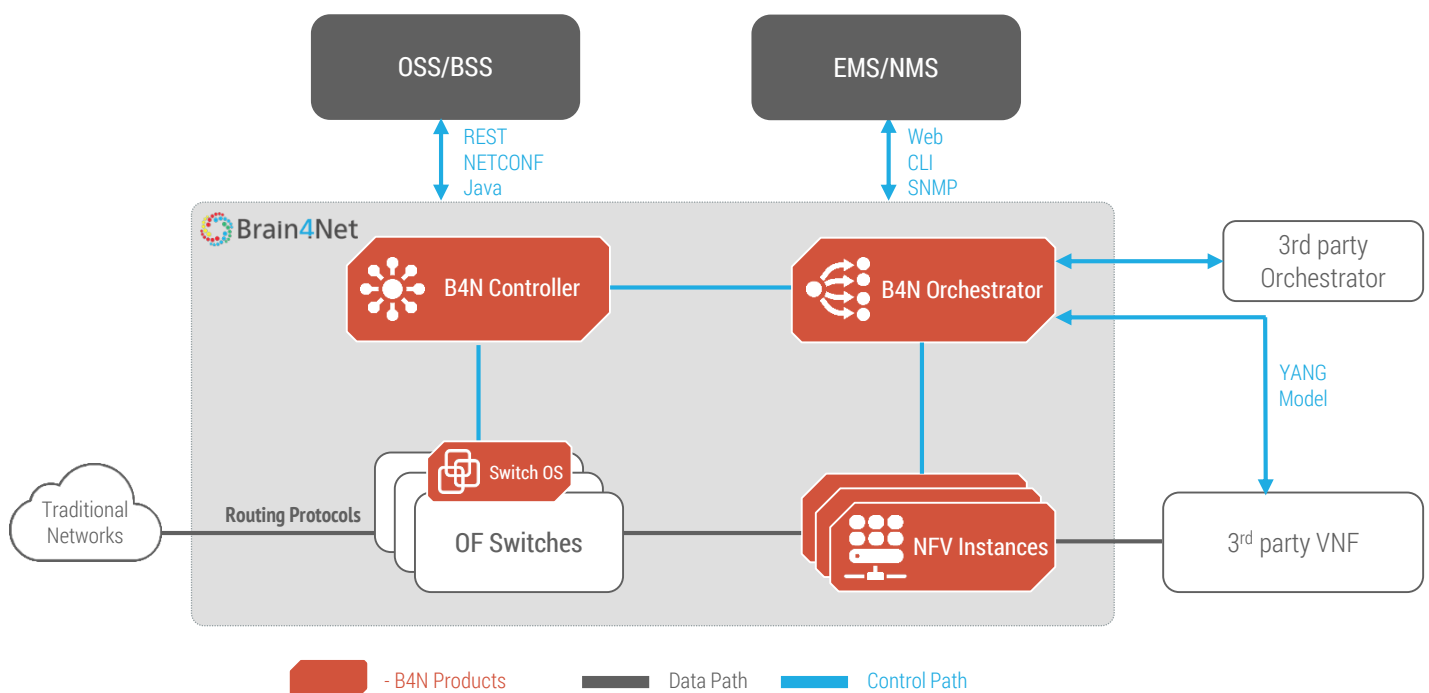 OSS/BSS
EMS/NMS
REST
NETCONF
Java
Web
CLI
SNMP
Brain4Net
B4N Controller
B4N Orchestrator
3rd party
Orchestrator
YANG
Model
Switch OS
Traditional
Networks
Routing Protocols
OF Switches
NFV Instances
3rd party VNF
- B4N Products
Data Path
Control Path